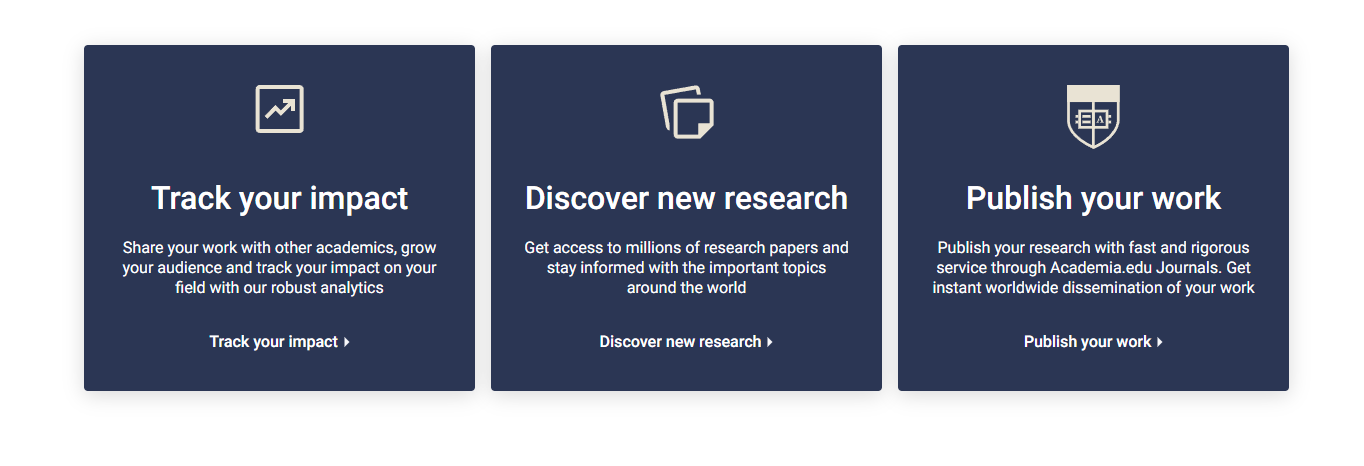 Track your impact
Share your work with other academics, grow
your audience and track your impact on your
field with our robust analytics
Track your impact
Discover new research
Get access to millions of research papers and
stay informed with the important topics
around the world
Discover new research
A
Publish your work
Publish your research with fast and rigorous
service through Academia.edu Journals. Get
instant worldwide dissemination of your work
Publish your work